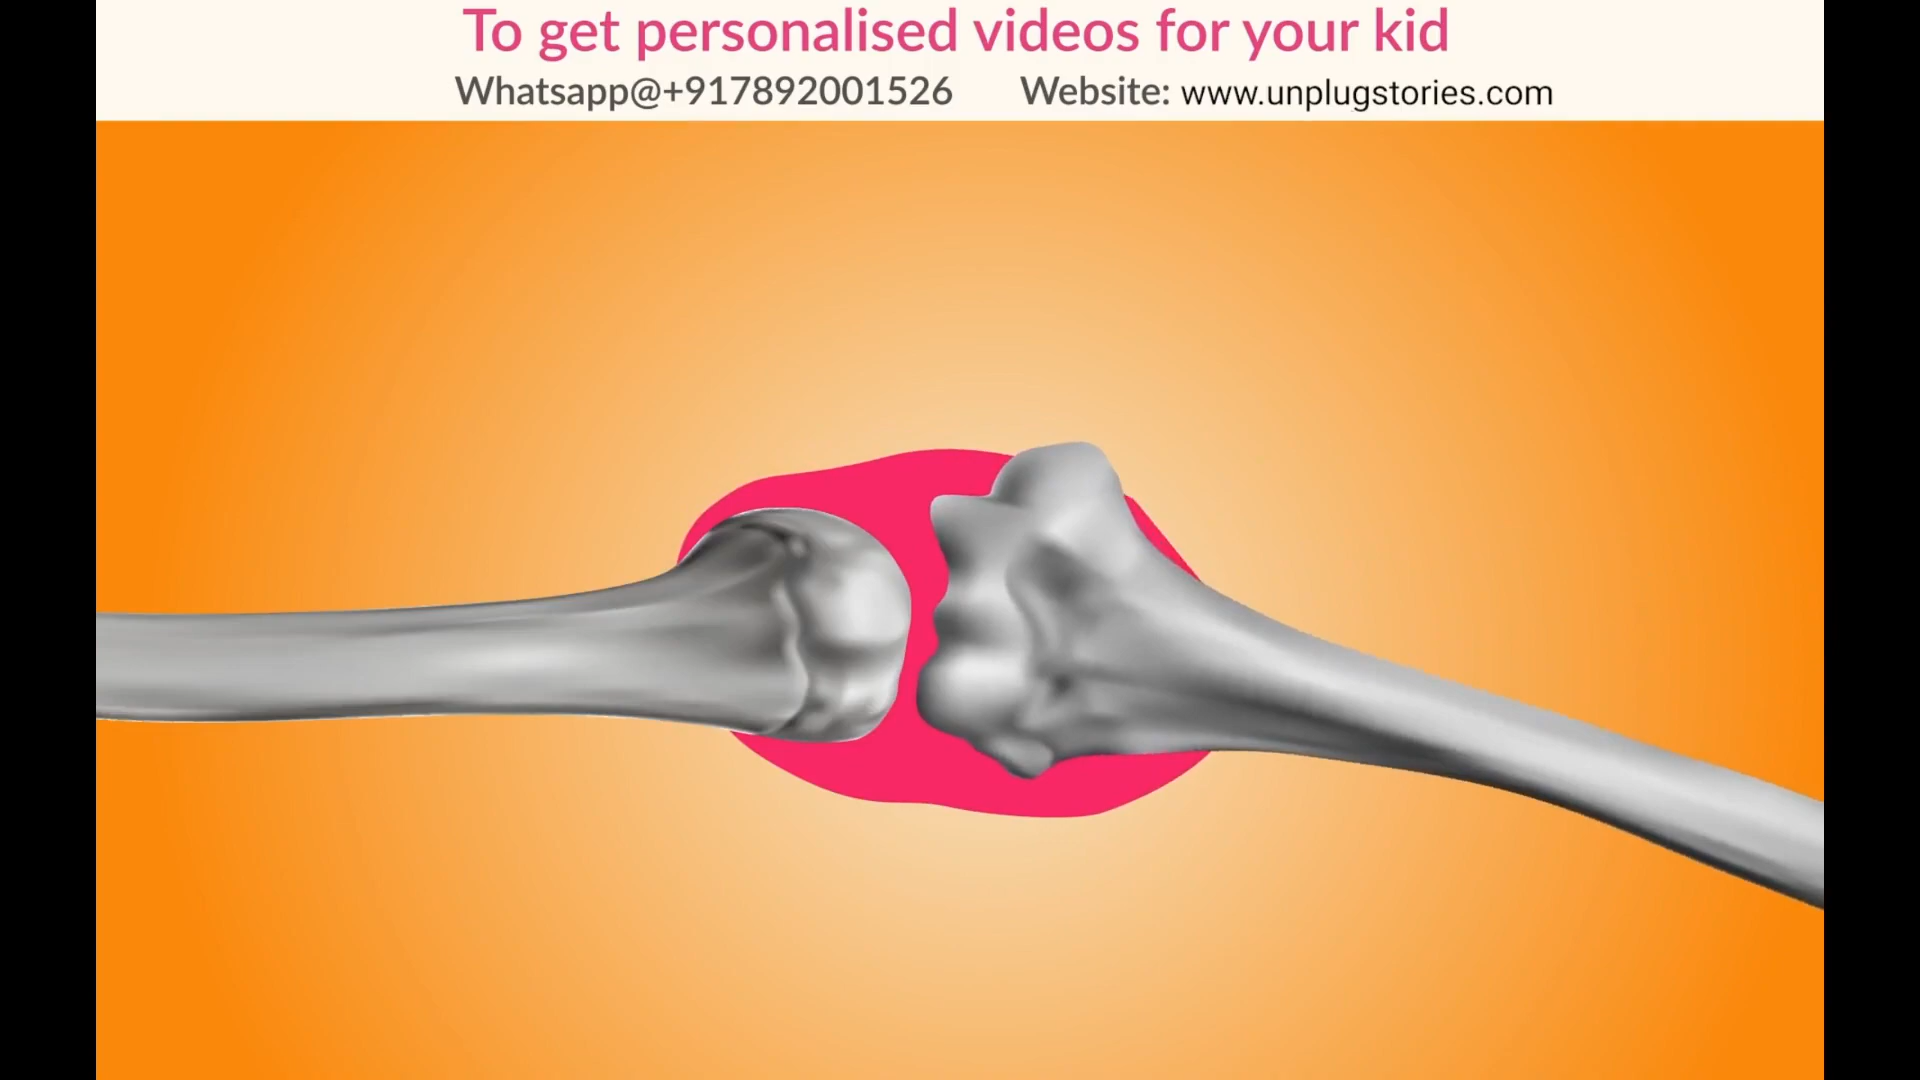 To get personalised videos for your kid
Whatsapp@+917892001526 Website: www.unplugstories.com